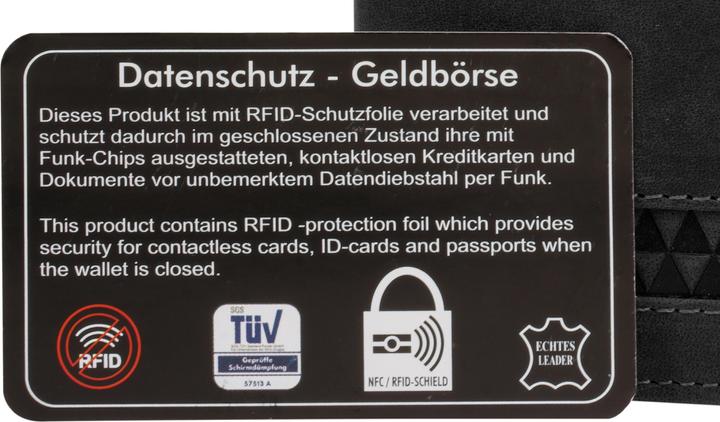 Datenschutz - Geldbörse
Dieses Produkt ist mit RFID-Schutzfolie verarbeitet und
schutzt dadurch im geschlossenen Zustand ihre mit
Funk-Chips ausgestatteten, kontaktlosen Kreditkarten und
Dokumente vor unbemerktem Datendiebstahl per Funk.
This product contains RFID -protection foil which provides
security for contactless cards, ID-cards and passports when
the wallet is closed.
RFID
SGS
TÜV
Geprüfte
Schirmdämpfung
57513 A
NFC / RFID-SHIELD
ECHTES
LEADER